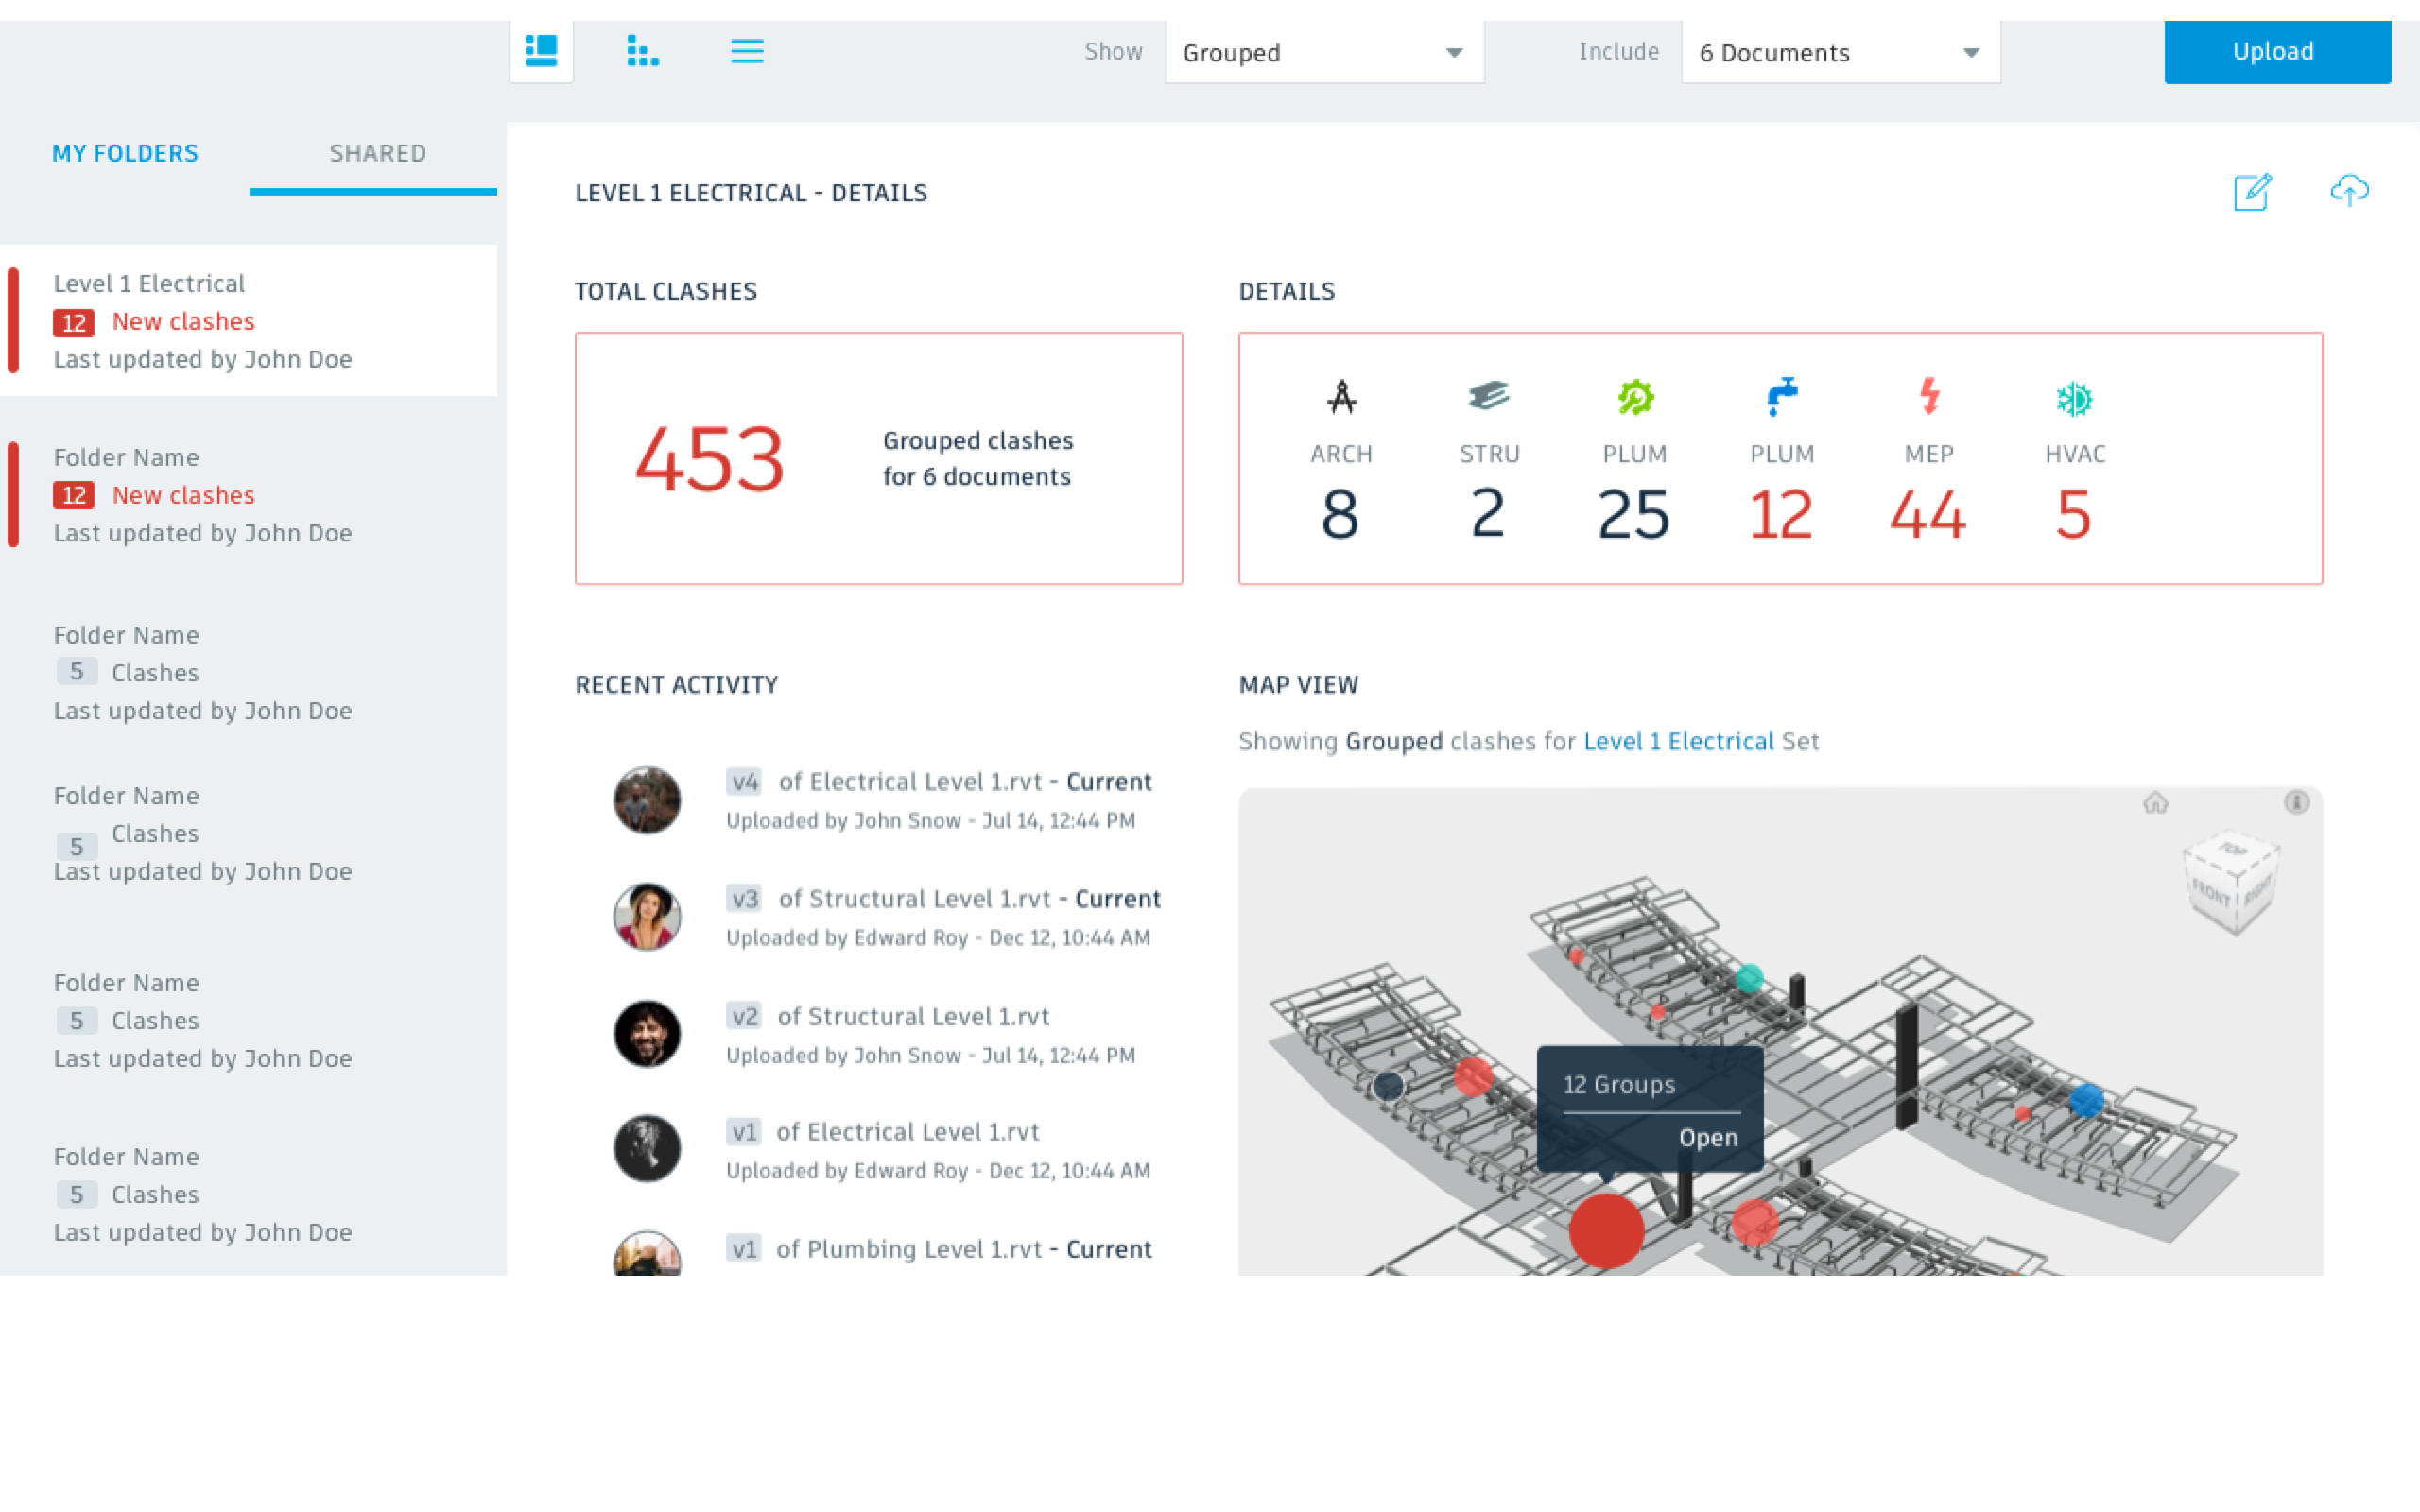 Show
Grouped
Include
6 Documents
Upload
MY FOLDERS
SHARED
Level 1 Electrical
12 New clashes
Last updated by John Doe
Folder Name
12 New clashes
Last updated by John Doe
Folder Name
5 Clashes
Last updated by John Doe
Folder Name
5 Clashes
Last updated by John Doe
Folder Name
5 Clashes
Last updated by John Doe
Folder Name
5 Clashes
Last updated by John Doe
LEVEL 1 ELECTRICAL - DETAILS
TOTAL CLASHES
453
Grouped clashes
for 6 documents
DETAILS
ARCH STRU PLUM PLUM MEP HVAC
8 2 25 12 44 5
RECENT ACTIVITY
v4 of Electrical Level 1.rvt - Current
Uploaded by John Snow - Jul 14, 12:44 PM
v3 of Structural Level 1.rvt - Current
Uploaded by Edward Roy - Dec 12, 10:44 AM
v2 of Structural Level 1.rvt
Uploaded by John Snow - Jul 14, 12:44 PM
v1 of Electrical Level 1.rvt
Uploaded by Edward Roy - Dec 12, 10:44 AM
v1 of Plumbing Level 1.rvt - Current
MAP VIEW
Showing Grouped clashes for Level 1 Electrical Set
TOP
FRONT
RIGHT
12 Groups
Open